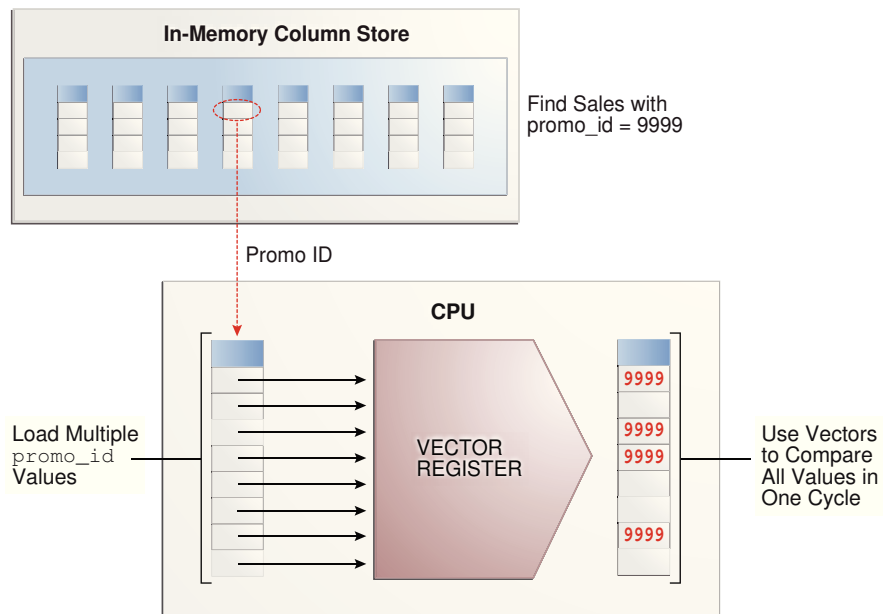 In-Memory Column Store
Find Sales with
promo_id = 9999
Promo ID
CPU
Load Multiple
promo_id
Values
VECTOR
REGISTER
9999
9999
9999
9999
Use Vectors
to Compare
All Values in
One Cycle